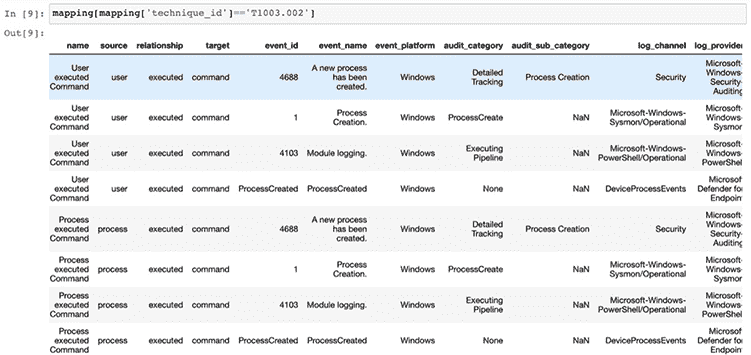 In [9]: mapping[mapping['technique_id']=='T1003.002']
Out[9]:
name source relationship target event_id event_name event_platform audit_category audit_sub_category log_channel log_provider
User executed Command user executed command 4688 A new process has been created. Windows Detailed Tracking Process Creation Security Microsoft-Windows-Security-Auditing
User executed Command user executed command 1 Process Creation. Windows ProcessCreate NaN Microsoft-Windows-Sysmon/Operational Microsoft-Windows-Sysmon
User executed Command user executed command 4103 Module logging. Windows Executing Pipeline NaN Microsoft-Windows-PowerShell/Operational Microsoft-Windows-PowerShell
User executed Command user executed ProcessCreated ProcessCreated Windows None NaN DeviceProcessEvents Microsoft Defender for Endpoint
Process executed Command process executed command 4688 A new process has been created. Windows Detailed Tracking Process Creation Security Microsoft-Windows-Security-Auditing
Process executed Command process executed command 1 Process Creation. Windows ProcessCreate NaN Microsoft-Windows-Sysmon/Operational Microsoft-Windows-Sysmon
Process executed Command process executed command 4103 Module logging. Windows Executing Pipeline NaN Microsoft-Windows-PowerShell/Operational Microsoft-Windows-PowerShell
Process executed Command process executed command ProcessCreated ProcessCreated Windows None NaN DeviceProcessEvents Microsoft Defender for Endpoint